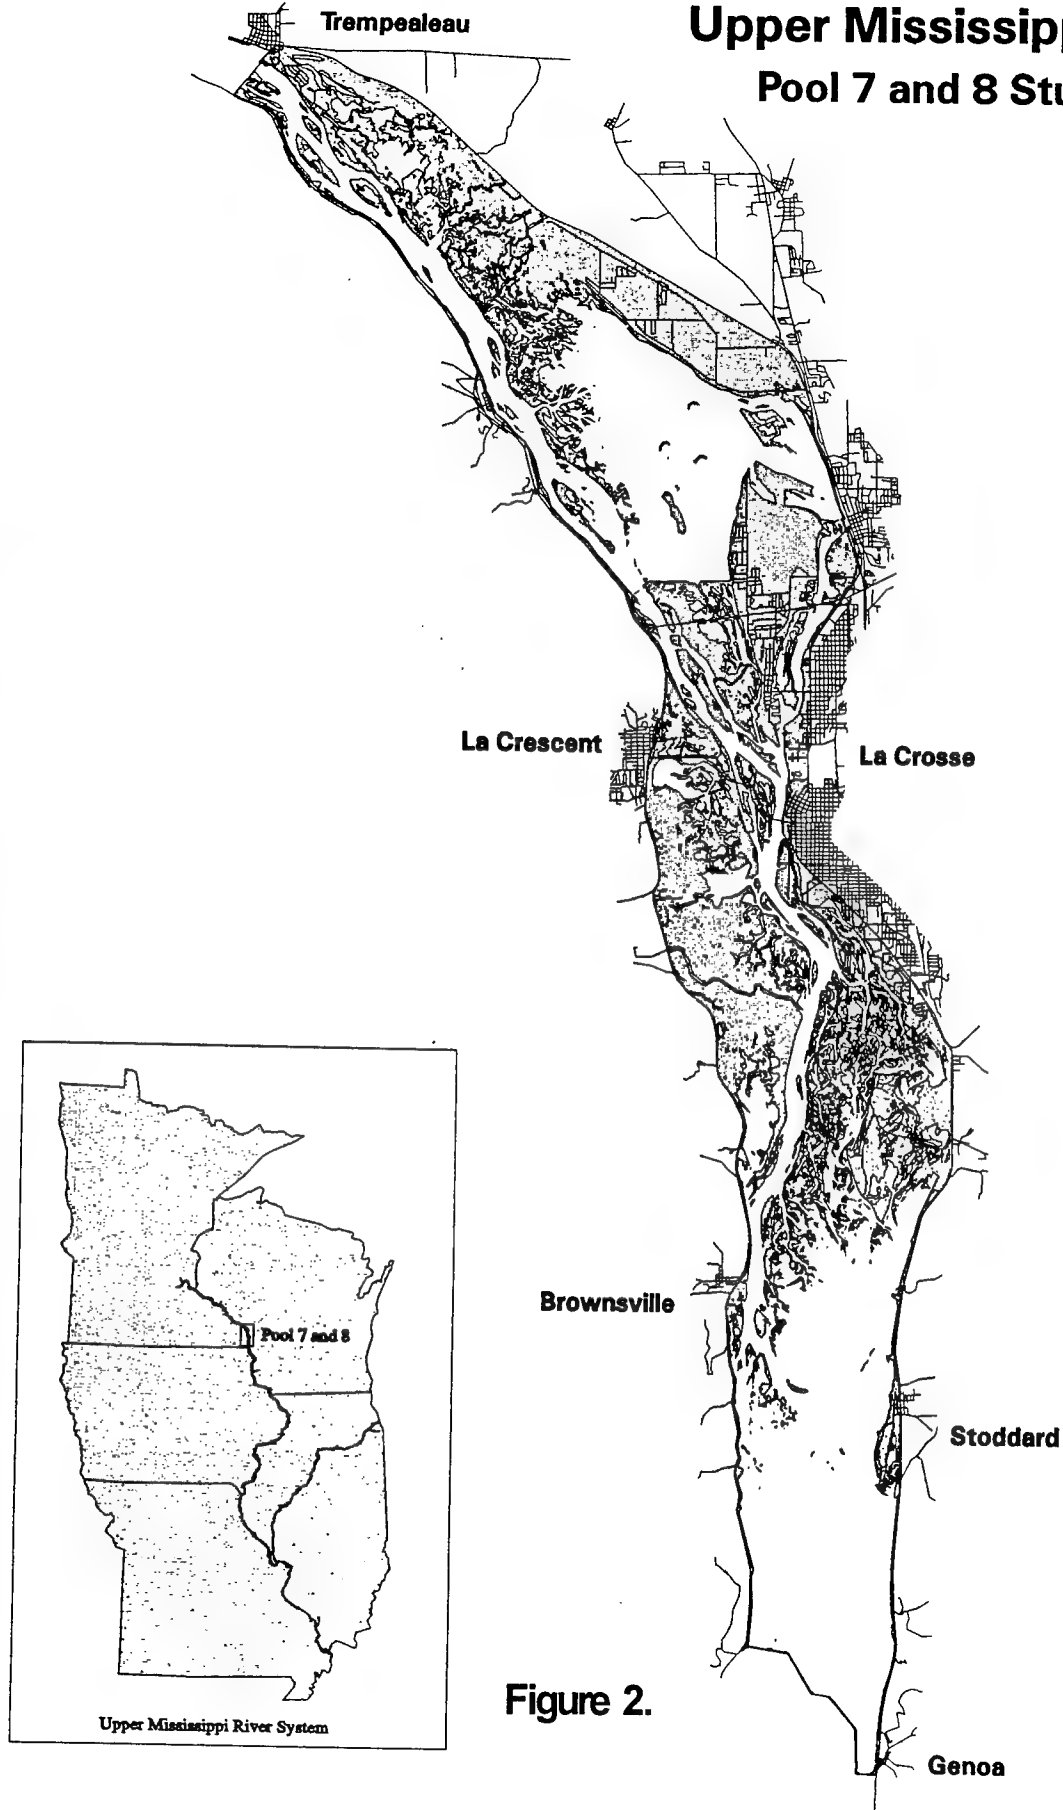 Upper Mississip
Pool 7 and 8 Stu
Trempealeau
La Crescent
La Crosse
Brownsville
Stoddard
Genoa
Pool 7 and 8
Upper Mississippi River System
Figure 2.